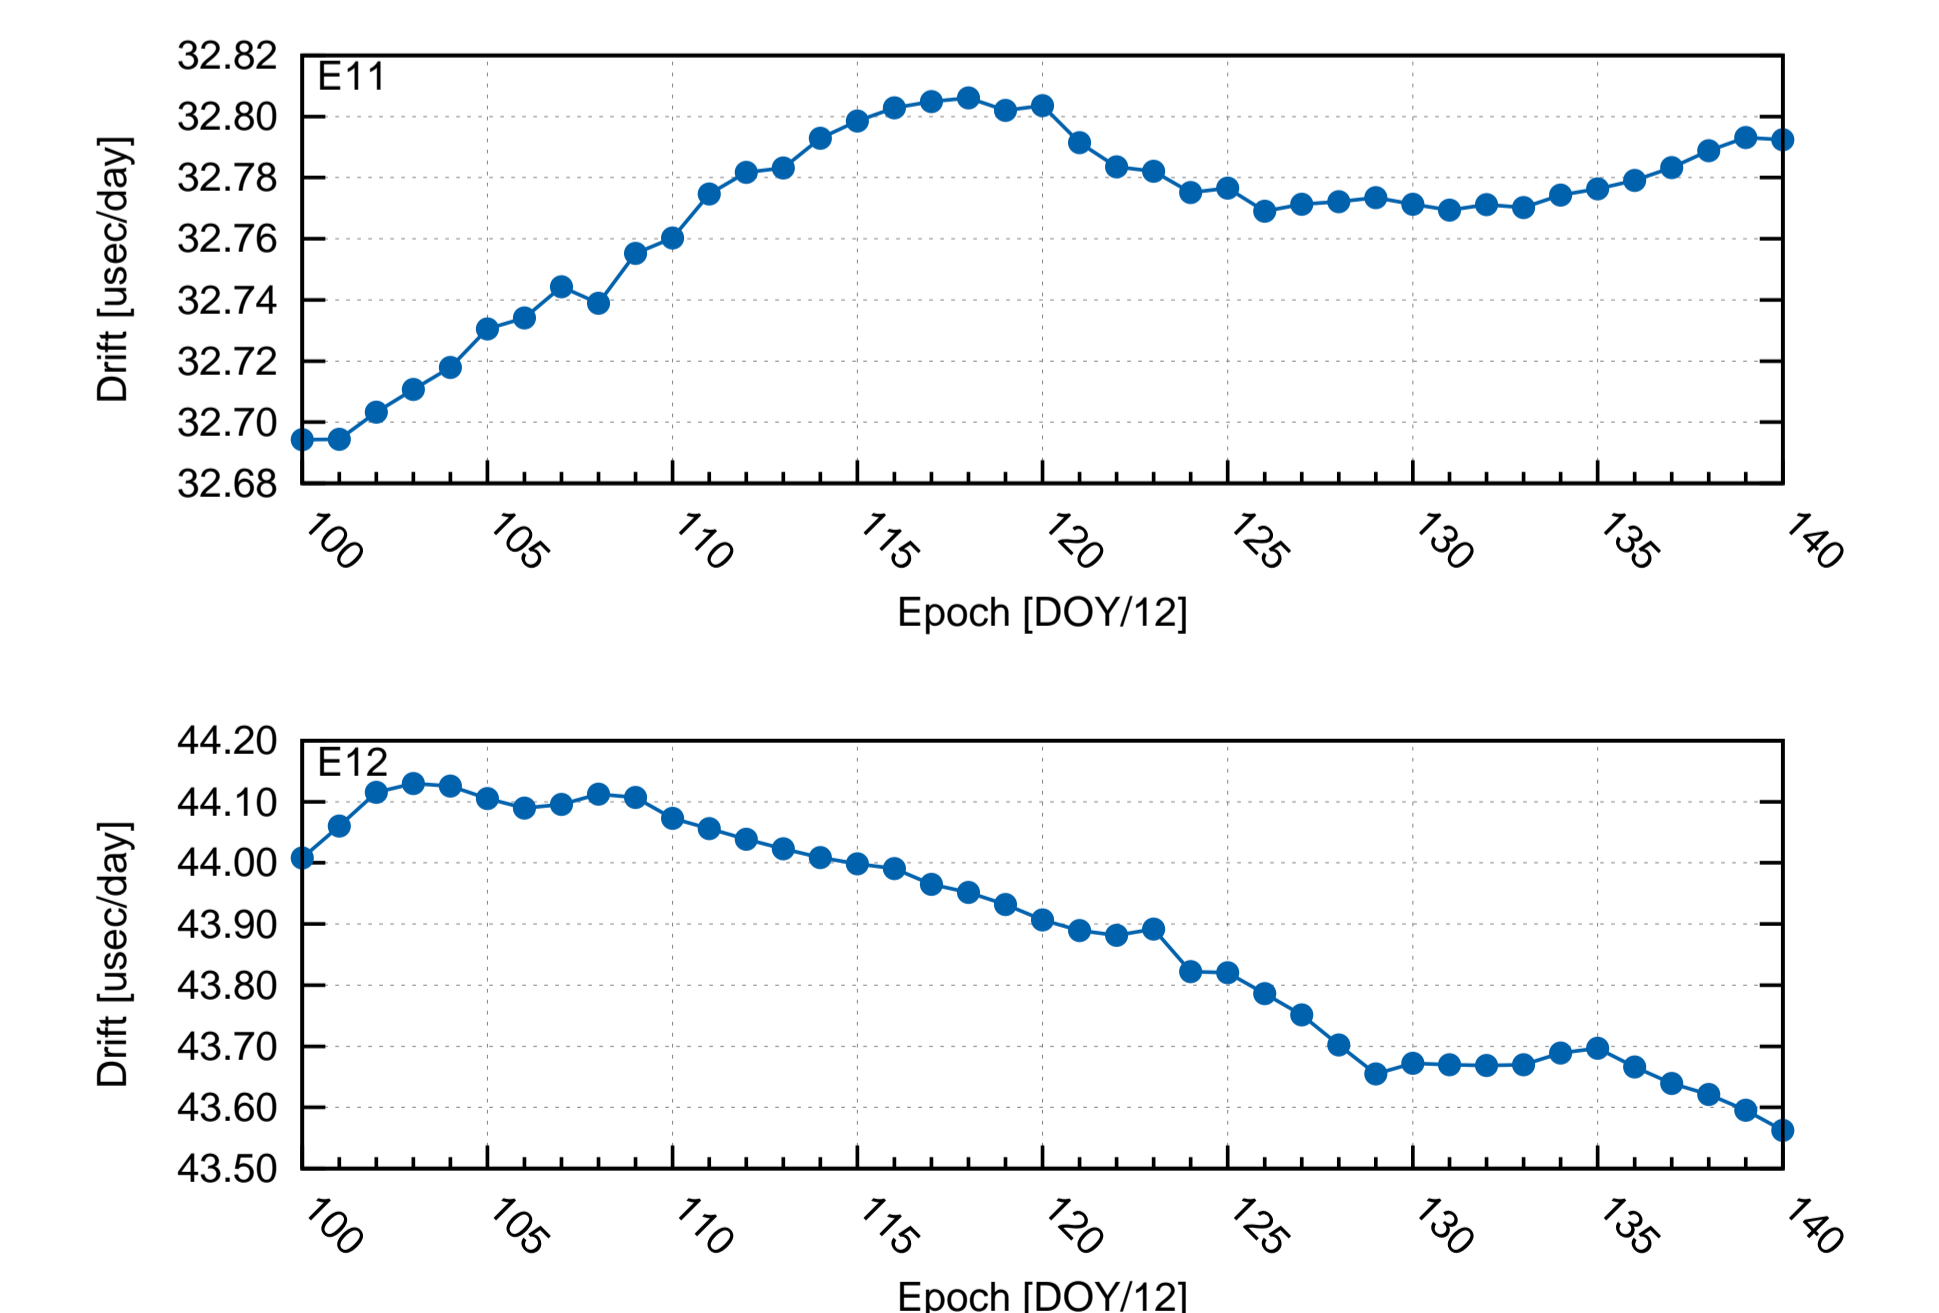 32.82
E11
32.80
32.78
32.76
32.74
32.72
32.70
32.68
Drift [usec/day]
100 105 110 115 120 125 130 135 140
Epoch [DOY/12]
44.20
E12
44.10
44.00
43.90
43.80
43.70
43.60
43.50
Drift [usec/day]
100 105 110 115 120 125 130 135 140
Epoch [DOY/12]